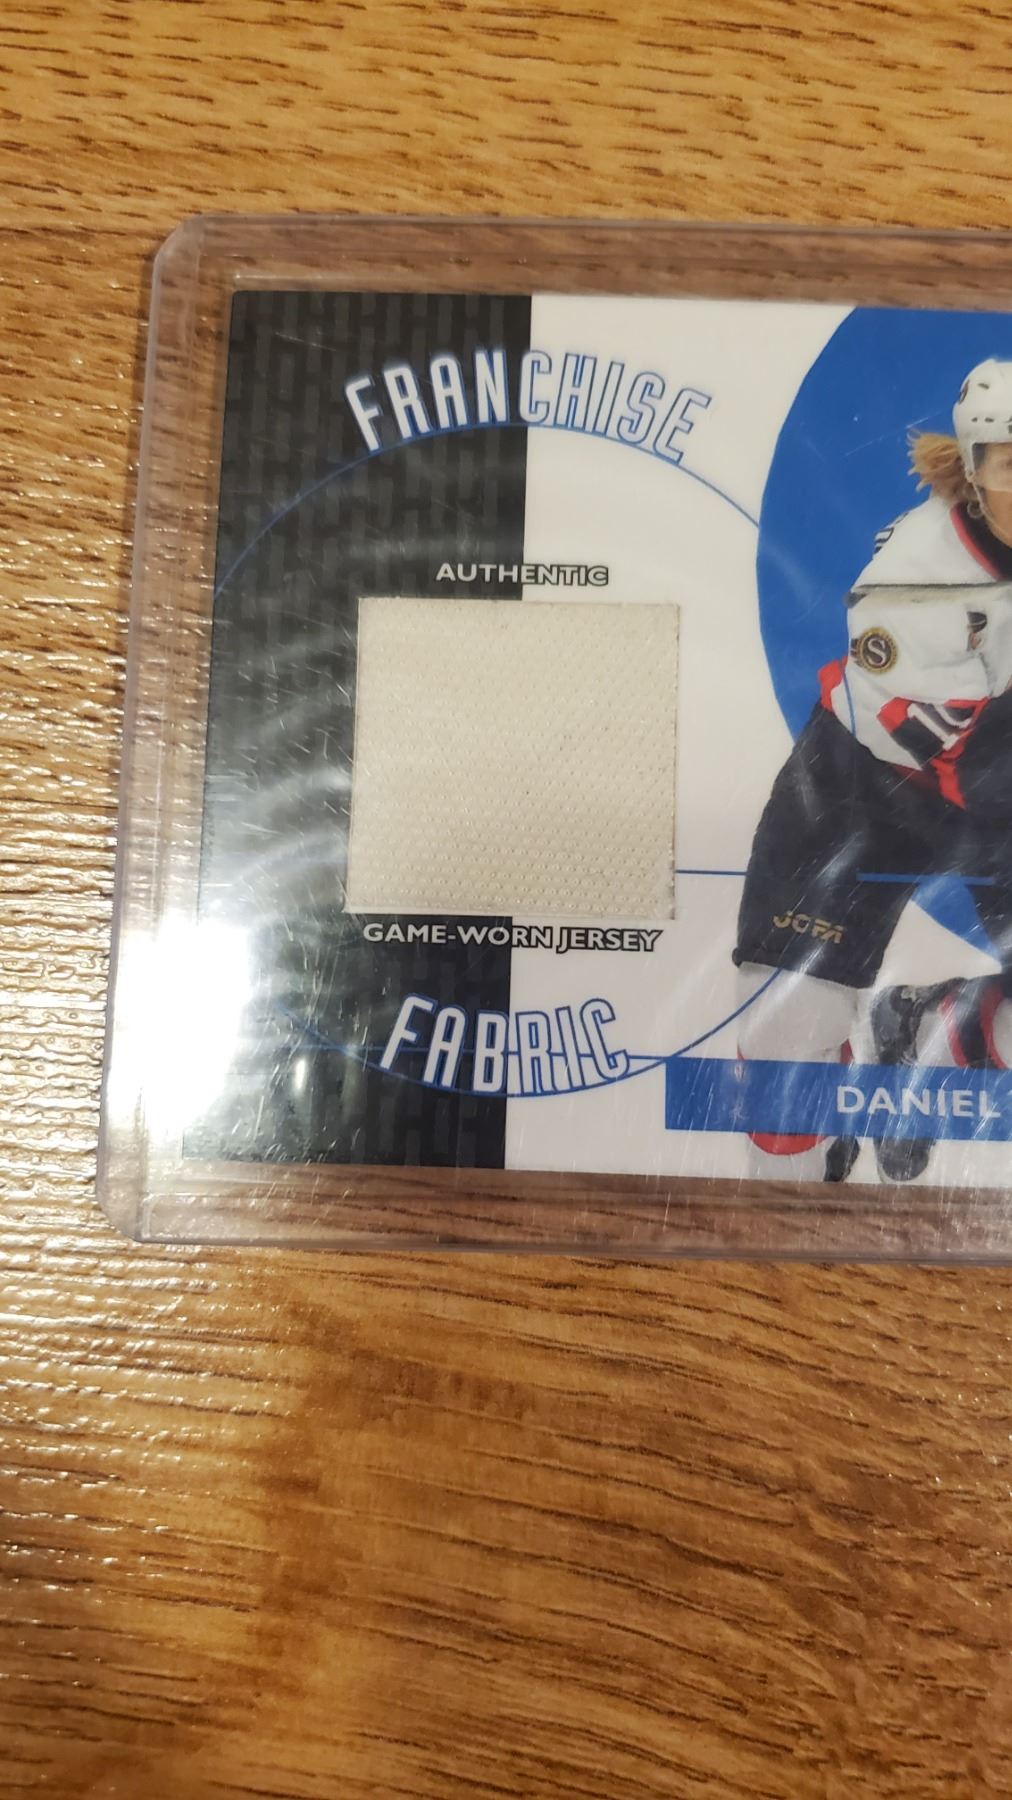 FRANCHISE
AUTHENTIC
S
JOFA
GAME-WORN JERSEY
FABRIC
DANIEL